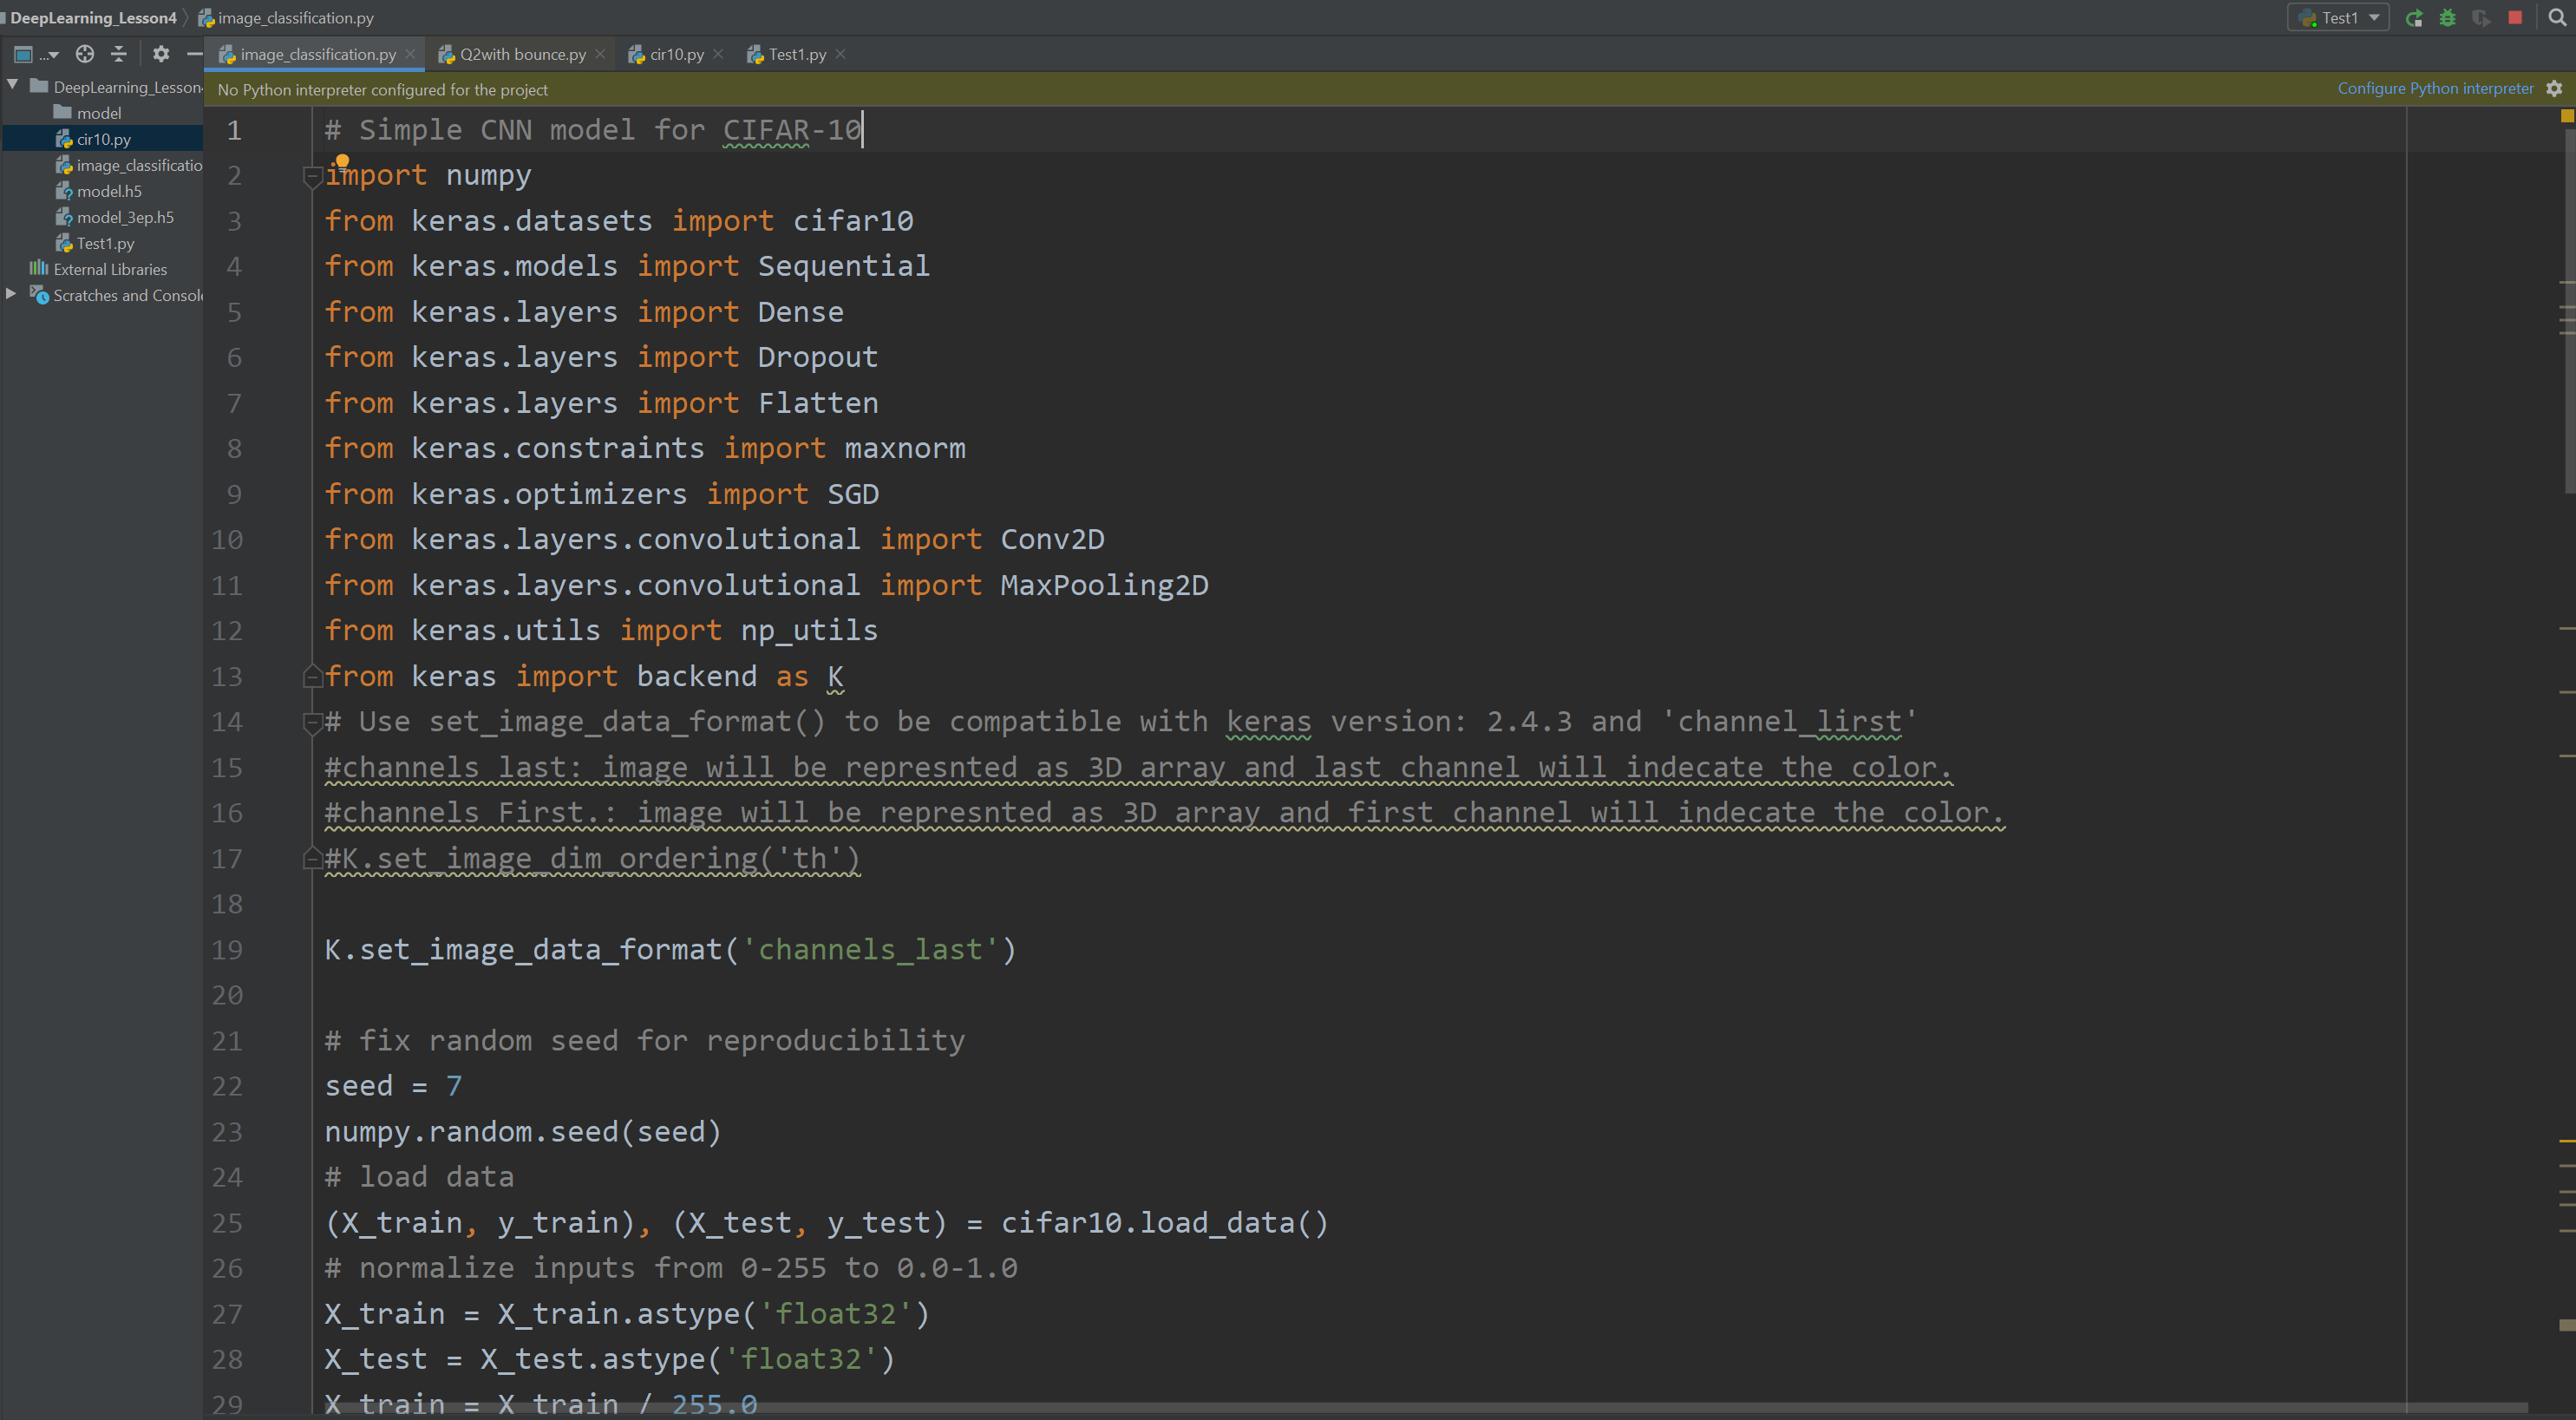 DeepLearning_Lesson4 image_classification.py Test1
... image_classification.py Q2with bounce.py cir10.py Test1.py
No Python interpreter configured for the project Configure Python interpreter
DeepLearning_Lesson
model
cir10.py
image_classificatio
model.h5
model_3ep.h5
Test1.py
External Libraries
Scratches and Consol
1 # Simple CNN model for CIFAR-10
2 import numpy
3 from keras.datasets import cifar10
4 from keras.models import Sequential
5 from keras.layers import Dense
6 from keras.layers import Dropout
7 from keras.layers import Flatten
8 from keras.constraints import maxnorm
9 from keras.optimizers import SGD
10 from keras.layers.convolutional import Conv2D
11 from keras.layers.convolutional import MaxPooling2D
12 from keras.utils import np_utils
13 from keras import backend as K
14 # Use set_image_data_format() to be compatible with keras version: 2.4.3 and 'channel_lirst'
15 #channels last: image will be represnted as 3D array and last channel will indecate the color.
16 #channels First.: image will be represnted as 3D array and first channel will indecate the color.
17 #K.set_image_dim_ordering('th')
18
19 K.set_image_data_format('channels_last')
20
21 # fix random seed for reproducibility
22 seed = 7
23 numpy.random.seed(seed)
24 # load data
25 (X_train, y_train), (X_test, y_test) = cifar10.load_data()
26 # normalize inputs from 0-255 to 0.0-1.0
27 X_train = X_train.astype('float32')
28 X_test = X_test.astype('float32')
29 X_train = X_train / 255.0